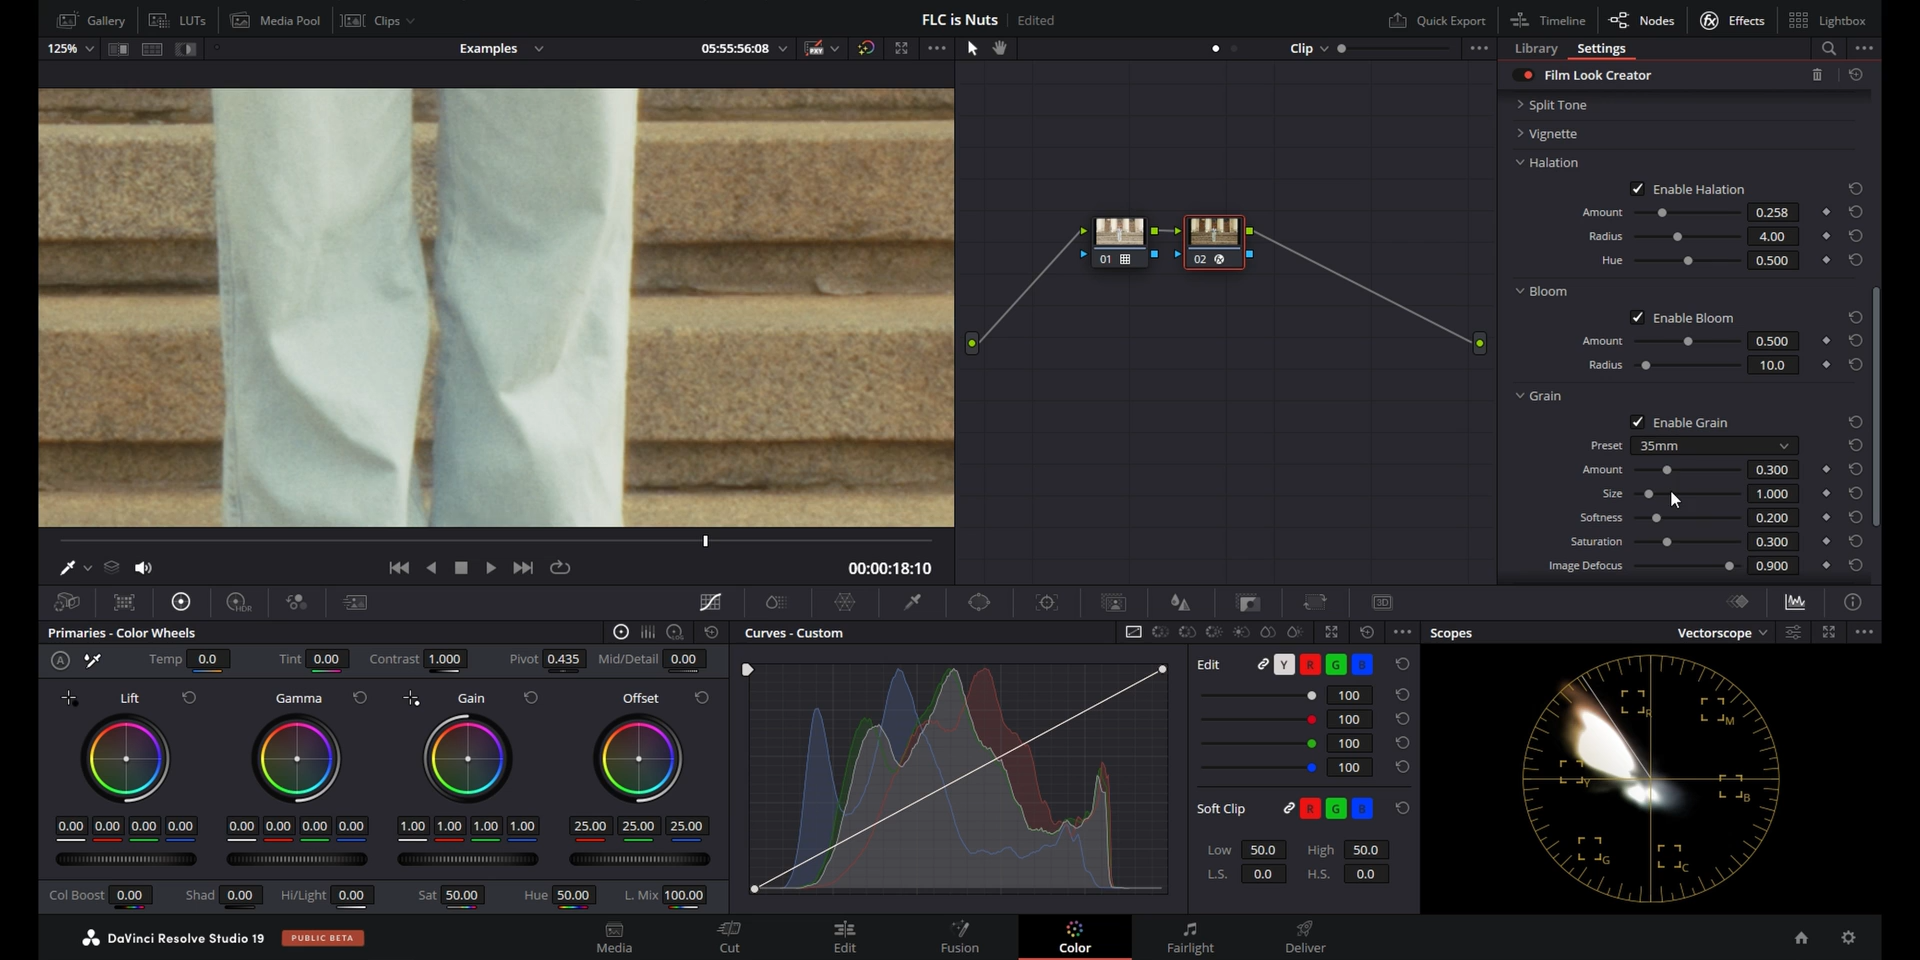 Gallery LUTs Media Pool Clips FLC is Nuts Edited Quick Export Timeline Nodes Effects Lightbox
125% Examples 05:55:56:08 Clip Library Settings
Film Look Creator
Split Tone
Vignette
Halation
Enable Halation
Amount 0.258
Radius 4.00
Hue 0.500
Bloom
Enable Bloom
Amount 0.500
Radius 10.0
Grain
Enable Grain
Preset 35mm
Amount 0.300
Size 1.000
Softness 0.200
Saturation 0.300
Image Defocus 0.900
01 02
00:00:18:10
HDR 3D
Primaries - Color Wheels
A Temp 0.0 Tint 0.00 Contrast 1.000 Pivot 0.435 Mid/Detail 0.00
Lift Gamma Gain Offset
0.00 0.00 0.00 0.00 0.00 0.00 0.00 0.00 1.00 1.00 1.00 1.00 25.00 25.00 25.00
Col Boost 0.00 Shad 0.00 Hi/Light 0.00 Sat 50.00 Hue 50.00 L. Mix 100.00
Curves - Custom
Edit Y R G B
100
100
100
100
Soft Clip R G B
Low 50.0 High 50.0
L.S. 0.0 H.S. 0.0
Scopes Vectorscope
R M
Y B
G C
DaVinci Resolve Studio 19 PUBLIC BETA Media Cut Edit Fusion Color Fairlight Deliver